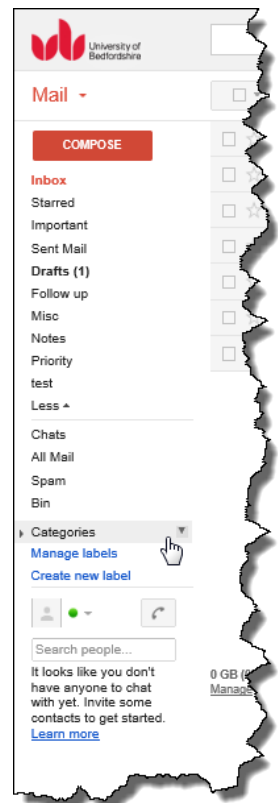 University of
Bedfordshire
Mail
COMPOSE
Inbox
Starred
Important
Sent Mail
Drafts (1)
Follow up
Misc
Notes
Priority
test
Less
Chats
All Mail
Spam
Bin
Categories
Manage labels
Create new label
Search people...
It looks like you don't
have anyone to chat
with yet. Invite some
contacts to get started.
Learn more
0 GB
Manage